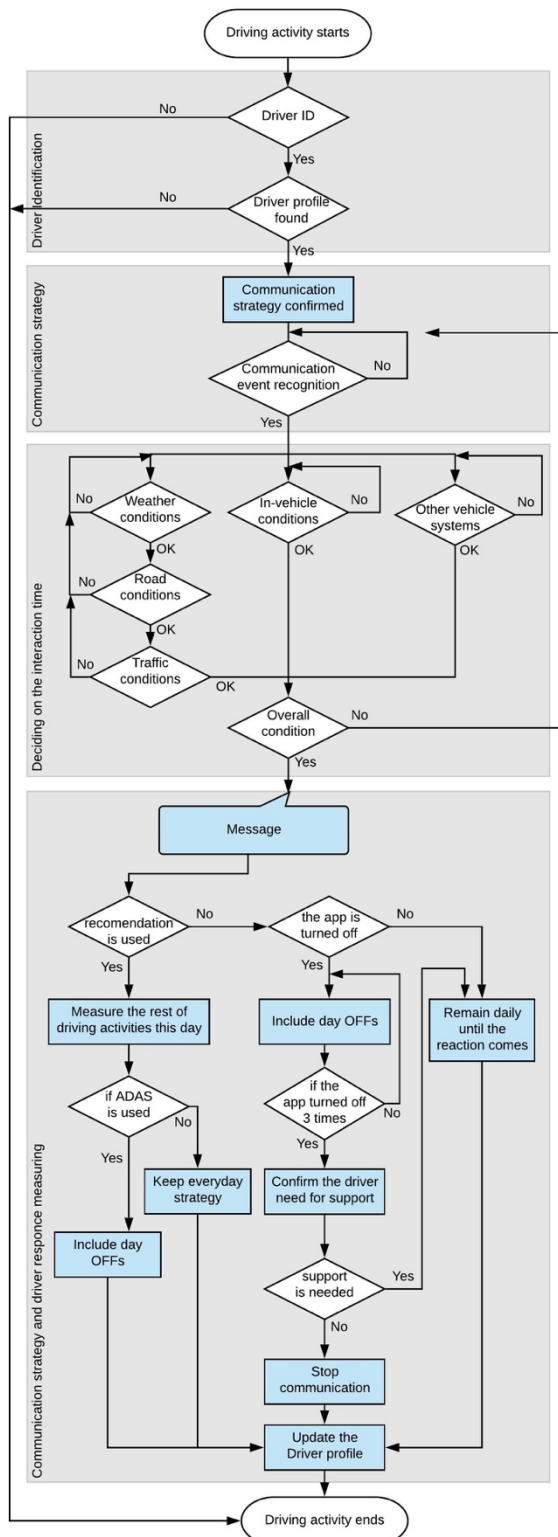 Driving activity starts
Driver Identification
No
Driver ID
Yes
No
Driver profile
found
Yes
Communication strategy
Communication
strategy confirmed
Communication
event recognition
No
Yes
Deciding on the interaction time
No
Weather
conditions
In-vehicle
conditions
No
Other vehicle
systems
No
OK
OK
OK
No
Road
conditions
OK
No
Traffic
conditions
OK
Overall
condition
No
Yes
Communication strategy and driver responce measuring
Message
recomendation
is used
No
the app is
turned off
No
Yes
Yes
Measure the rest of
driving activities this day
Include day OFFs
Remain daily
until the
reaction comes
if ADAS
is used
No
if the
app turned off
3 times
No
Yes
Yes
Keep everyday
strategy
Confirm the driver
need for support
Include day
OFFs
support
is needed
Yes
No
Stop
communication
Update the
Driver profile
Driving activity ends